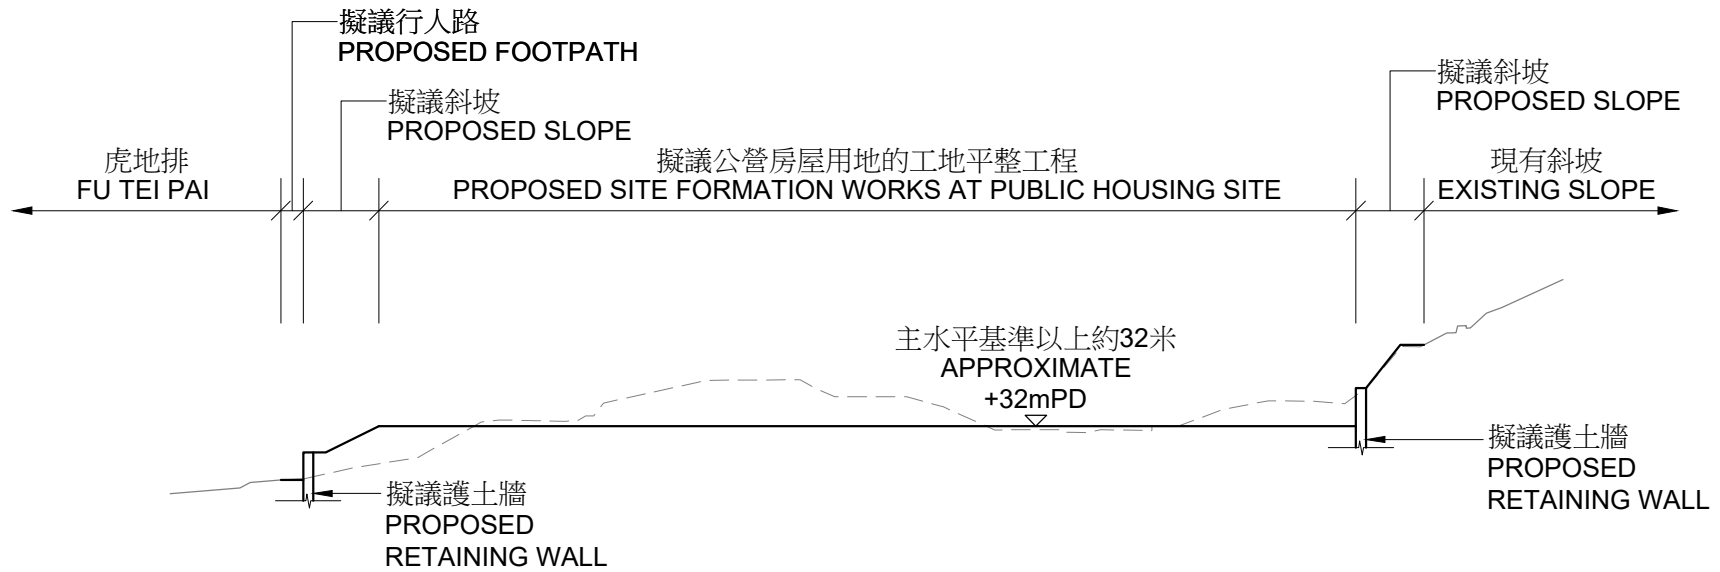 擬議行人路
PROPOSED FOOTPATH
擬議斜坡
PROPOSED SLOPE
擬議斜坡
PROPOSED SLOPE
虎地排
FU TEI PAI
擬議公營房屋用地的工地平整工程
PROPOSED SITE FORMATION WORKS AT PUBLIC HOUSING SITE
現有斜坡
EXISTING SLOPE
主水平基準以上約32米
APPROXIMATE
+32mPD
擬議護土牆
PROPOSED
RETAINING WALL
擬議護土牆
PROPOSED
RETAINING WALL